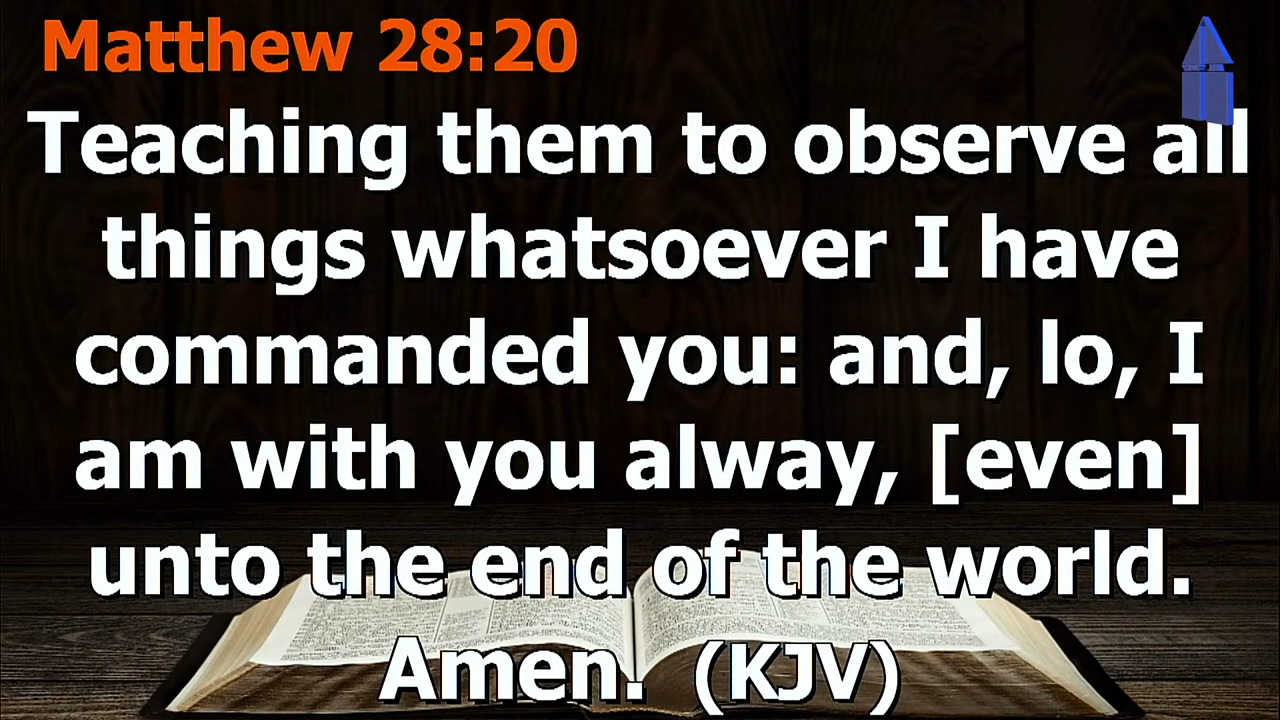 Matthew 28:20
Teaching them to observe all
things whatsoever I have
commanded you: and, lo, I
am with you alway, [even]
unto the end of the world.
Amen. (KJV)